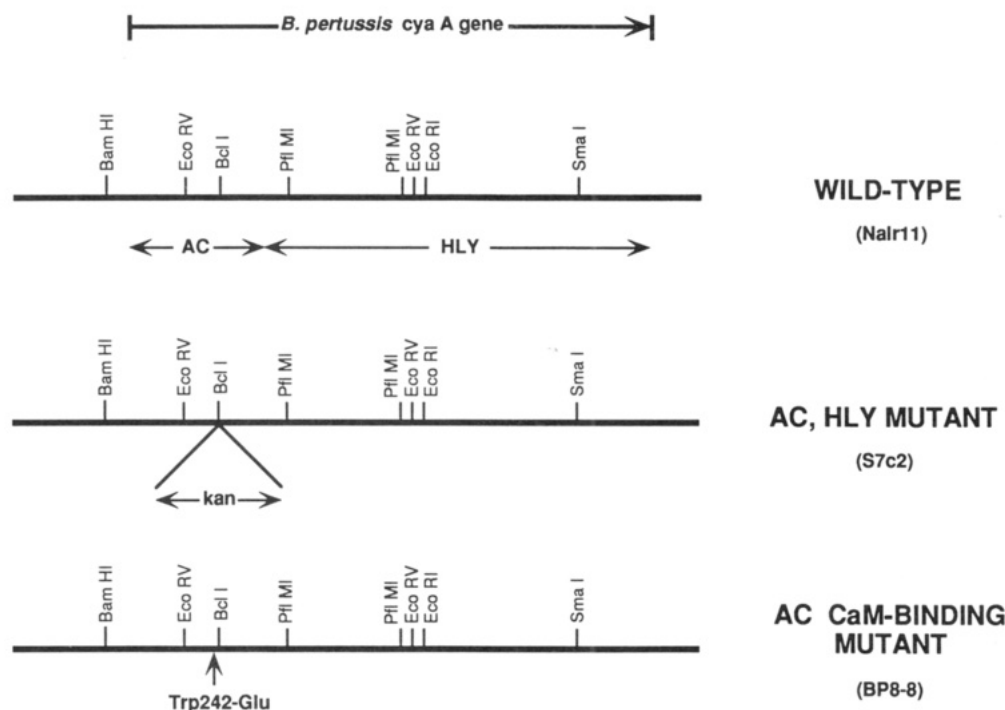 B. pertussis cya A gene
Bam HI
Eco RV
Bcl I
Pfl MI
Pfl MI
Eco RV
Eco RI
Sma I
WILD-TYPE
(Nalr11)
AC
HLY
Bam HI
Eco RV
Bcl I
Pfl MI
Pfl MI
Eco RV
Eco RI
Sma I
AC, HLY MUTANT
(S7c2)
kan
Bam HI
Eco RV
Bcl I
Pfl MI
Pfl MI
Eco RV
Eco RI
Sma I
AC CaM-BINDING
MUTANT
(BP8-8)
Trp242-Glu